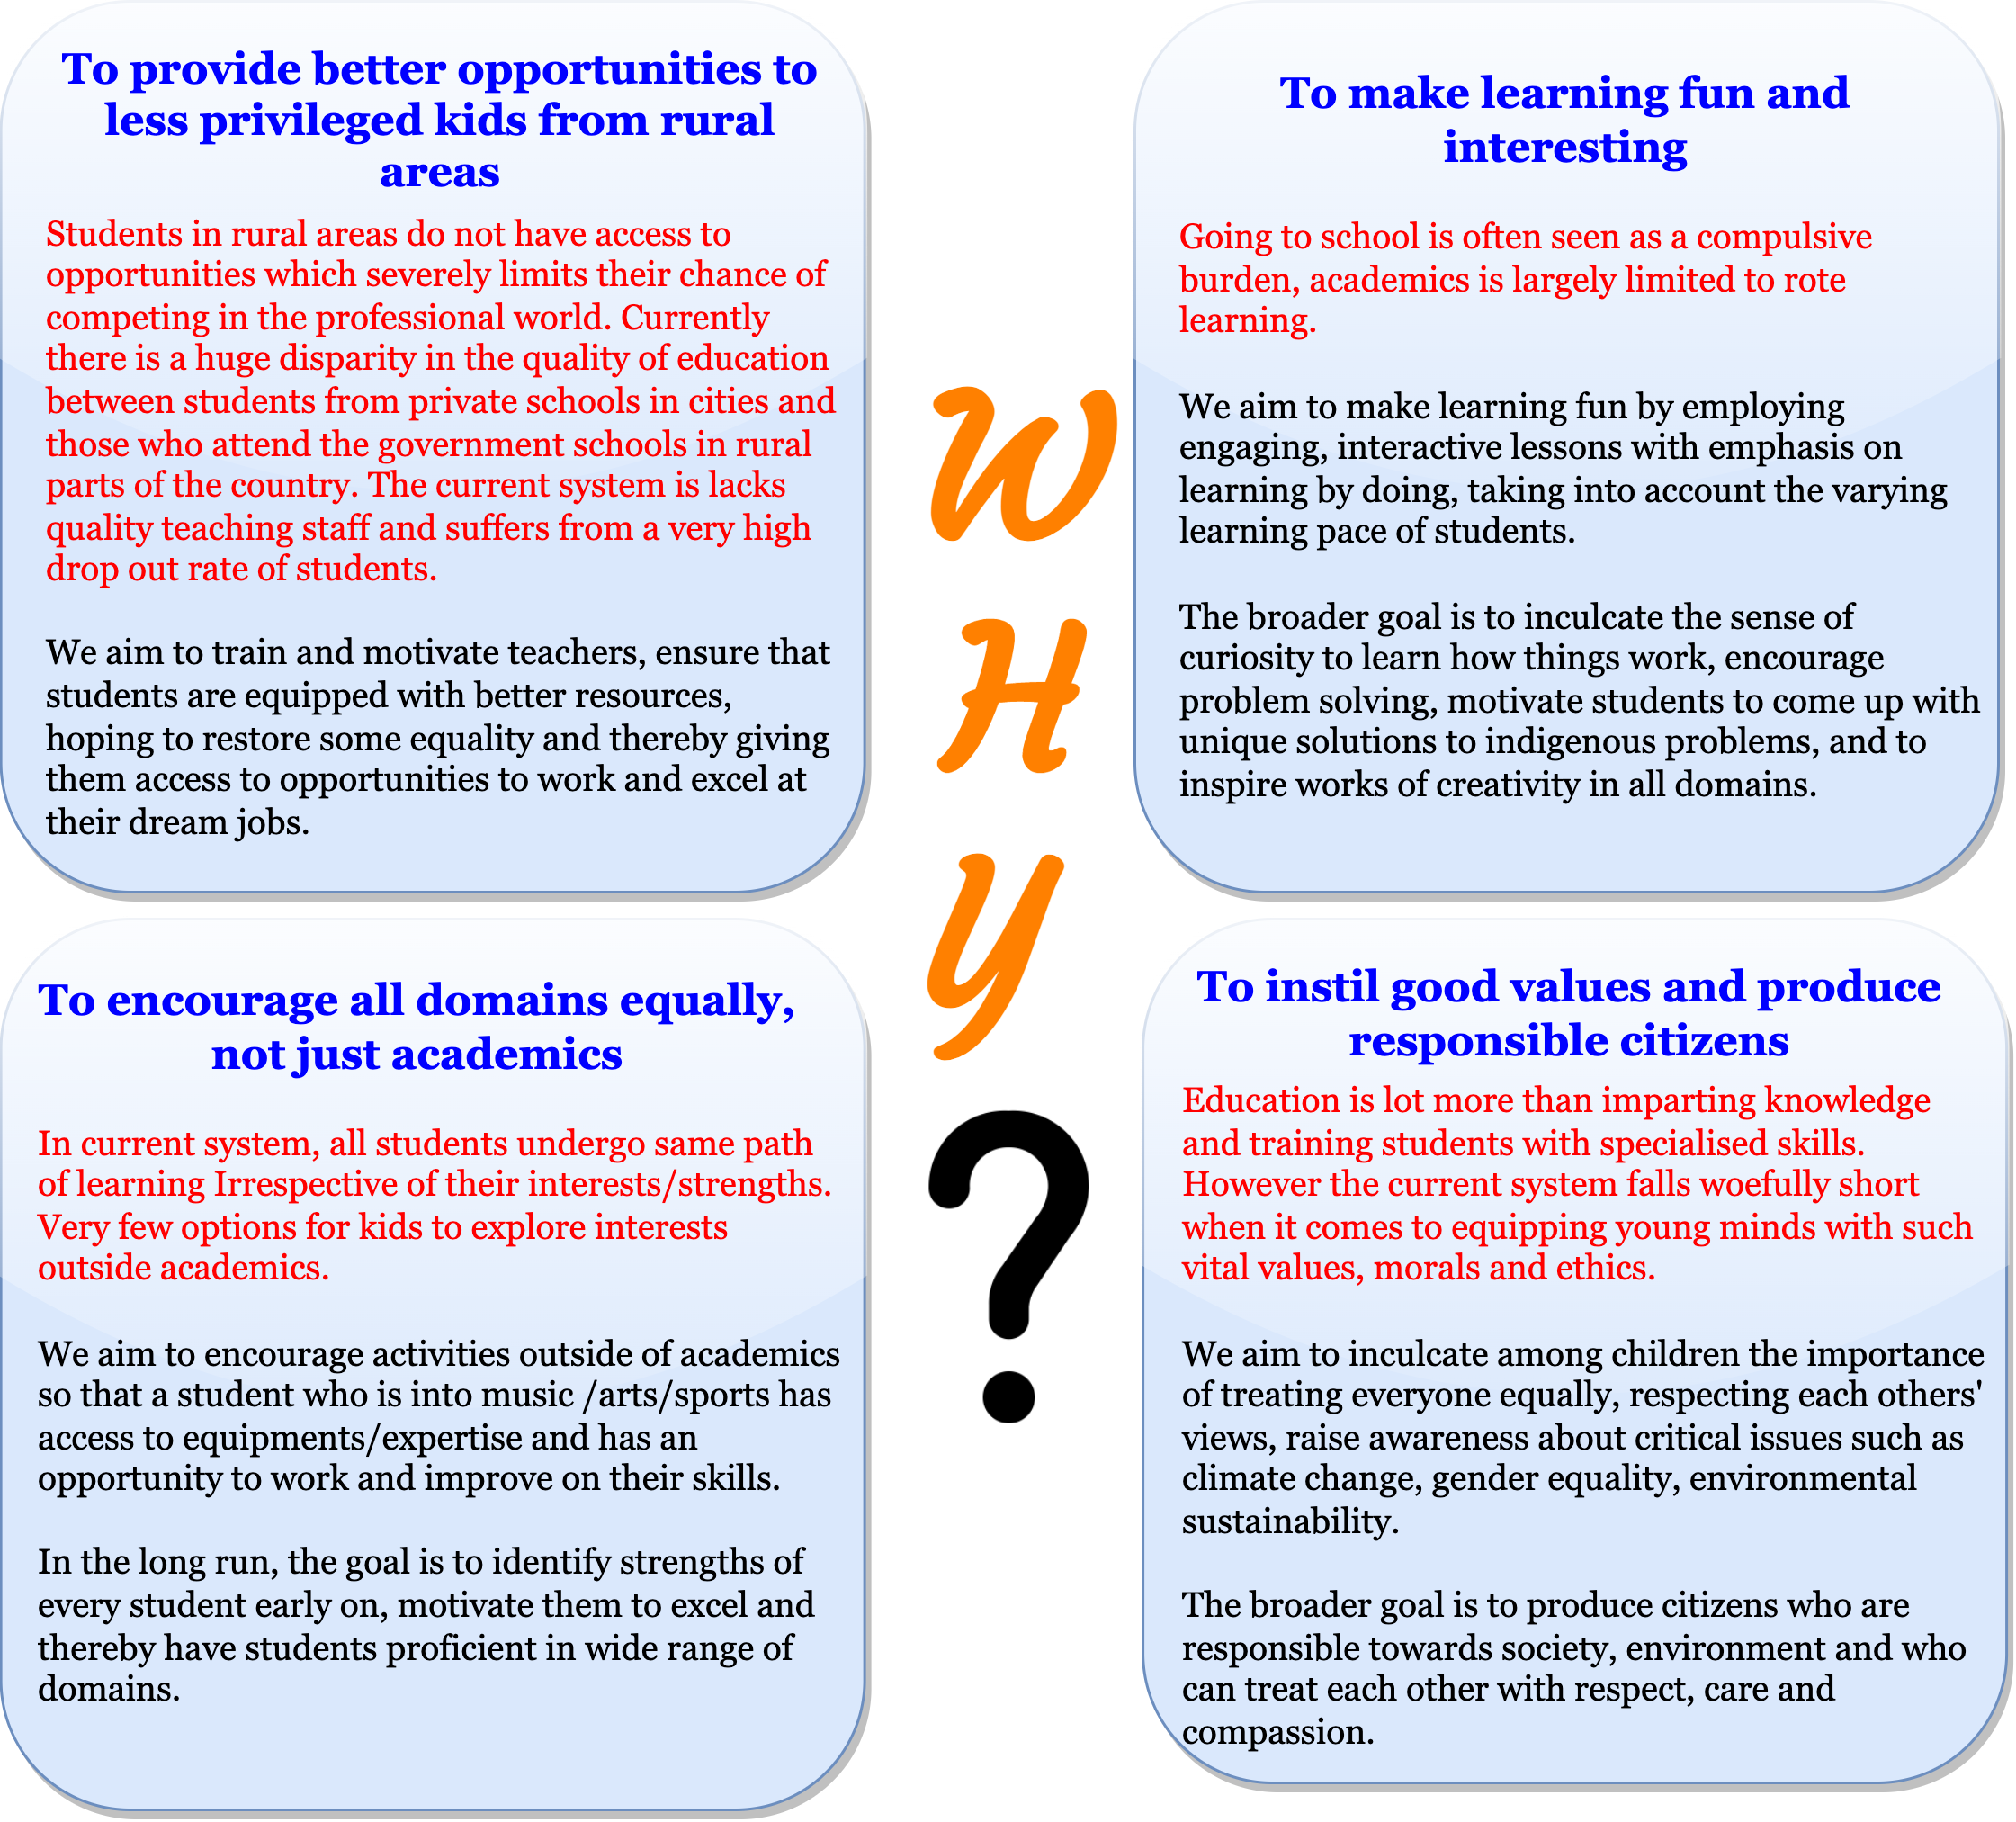 To provide better opportunities to
less privileged kids from rural
areas
Students in rural areas do not have access to
opportunities which severely limits their chance of
competing in the professional world. Currently
there is a huge disparity in the quality of education
between students from private schools in cities and
those who attend the government schools in rural
parts of the country. The current system is lacks
quality teaching staff and suffers from a very high
drop out rate of students.
We aim to train and motivate teachers, ensure that
students are equipped with better resources,
hoping to restore some equality and thereby giving
them access to opportunities to work and excel at
their dream jobs.
W
H
Y
?
To make learning fun and
interesting
Going to school is often seen as a compulsive
burden, academics is largely limited to rote
learning.
We aim to make learning fun by employing
engaging, interactive lessons with emphasis on
learning by doing, taking into account the varying
learning pace of students.
The broader goal is to inculcate the sense of
curiosity to learn how things work, encourage
problem solving, motivate students to come up with
unique solutions to indigenous problems, and to
inspire works of creativity in all domains.
To encourage all domains equally,
not just academics
In current system, all students undergo same path
of learning Irrespective of their interests/strengths.
Very few options for kids to explore interests
outside academics.
We aim to encourage activities outside of academics
so that a student who is into music /arts/sports has
access to equipments/expertise and has an
opportunity to work and improve on their skills.
In the long run, the goal is to identify strengths of
every student early on, motivate them to excel and
thereby have students proficient in wide range of
domains.
To instil good values and produce
responsible citizens
Education is lot more than imparting knowledge
and training students with specialised skills.
However the current system falls woefully short
when it comes to equipping young minds with such
vital values, morals and ethics.
We aim to inculcate among children the importance
of treating everyone equally, respecting each others'
views, raise awareness about critical issues such as
climate change, gender equality, environmental
sustainability.
The broader goal is to produce citizens who are
responsible towards society, environment and who
can treat each other with respect, care and
compassion.